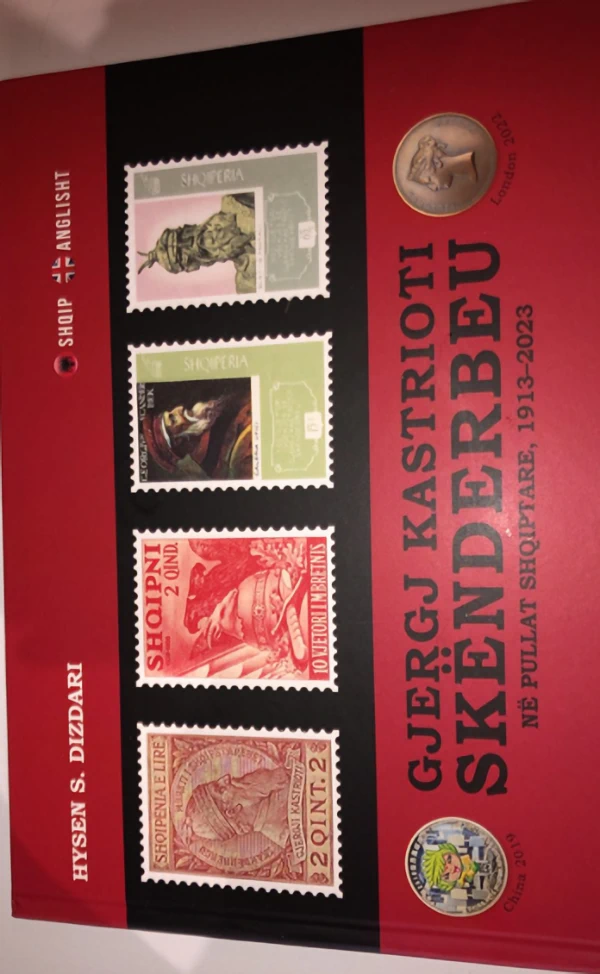 HYSEN S. DIZDARI
SHQIP ANGLISHT
SHQIPENIA E LIRE
GJERGJ KASTRIOTI
2 QINT. 2
SHQIPNI
2 QIND.
10 VJETORI I MBRETNIS
SHQIPERIA
SHQIPERIA
GJERGJ KASTRIOTI
SKËNDERBEU
NË PULLAT SHQIPTARE, 1913-2023
China 2019
London 2022